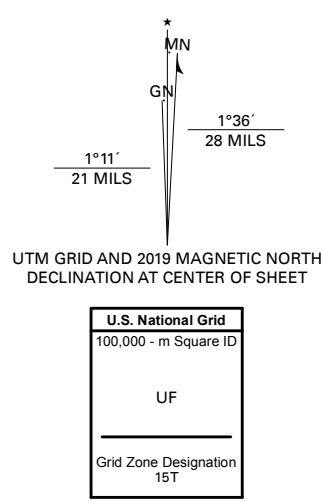 ★
MN
GN
1°36´
28 MILS
1°11´
21 MILS
UTM GRID AND 2019 MAGNETIC NORTH
DECLINATION AT CENTER OF SHEET
U.S. National Grid
100,000 - m Square ID
UF
Grid Zone Designation
15T